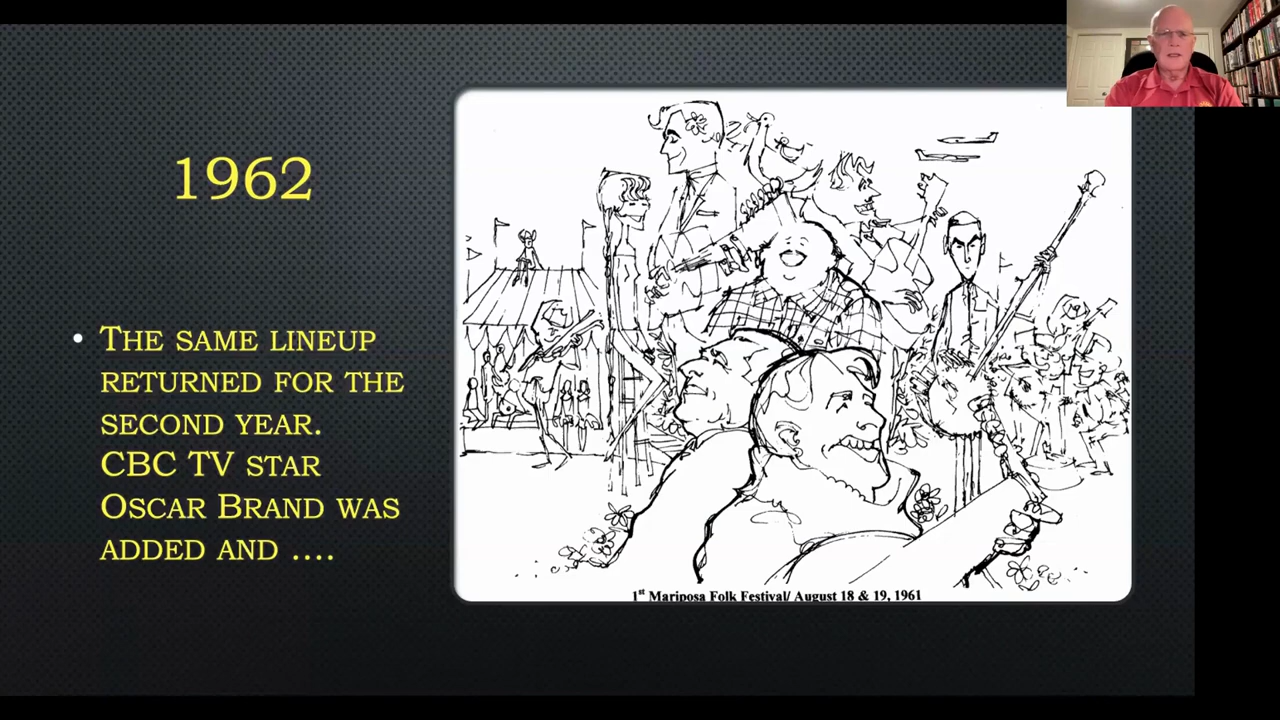 1962
• The same lineup
returned for the
second year.
CBC TV star
Oscar Brand was
added and ....
1st Mariposa Folk Festival/ August 18 & 19, 1961